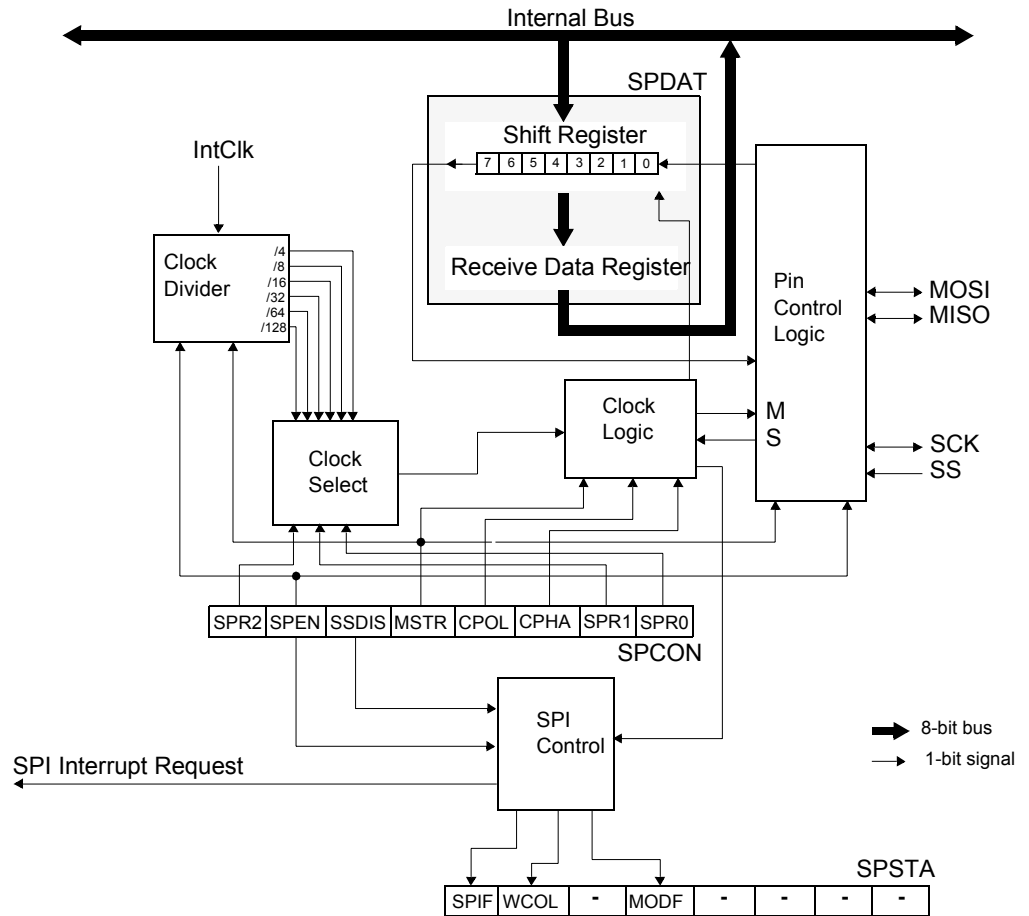 Internal Bus
SPDAT
Shift Register
7 6 5 4 3 2 1 0
IntClk
Clock
Divider
/4
/8
/16
/32
/64
/128
Receive Data Register
Pin
Control
Logic
MOSI
MISO
Clock
Logic
M
S
SCK
SS
Clock
Select
SPR2 SPEN SSDIS MSTR CPOL CPHA SPR1 SPR0
SPCON
SPI
Control
8-bit bus
1-bit signal
SPI Interrupt Request
SPSTA
SPIF WCOL - MODF - - - -